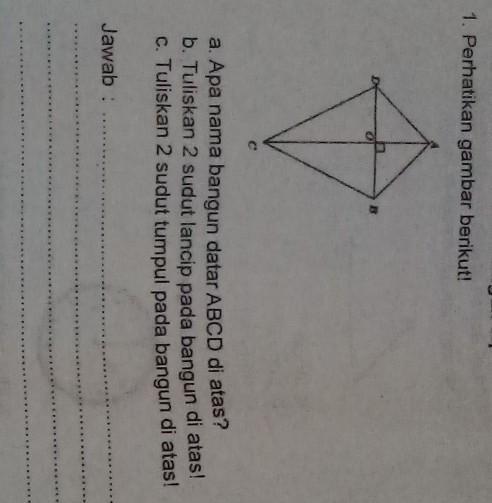 1. Perhatikan gambar berikut!
A
D
O
B
C
a. Apa nama bangun datar ABCD di atas?
b. Tuliskan 2 sudut lancip pada bangun di atas!
c. Tuliskan 2 sudut tumpul pada bangun di atas!
Jawab : ..............................................
..............................................
..............................................
..............................................